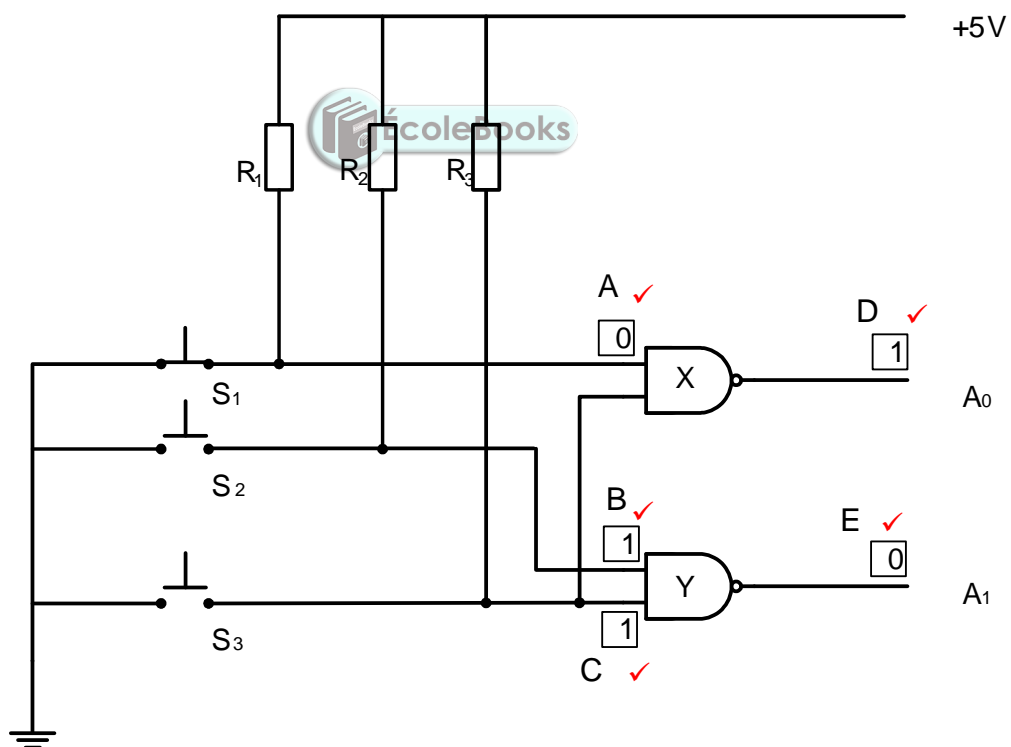 +5V
ÉcoleBooks
R1
R2
R3
A ✓
D ✓
0
1
X
S1
A0
S2
B ✓
E ✓
1
0
Y
A1
S3
1
C ✓